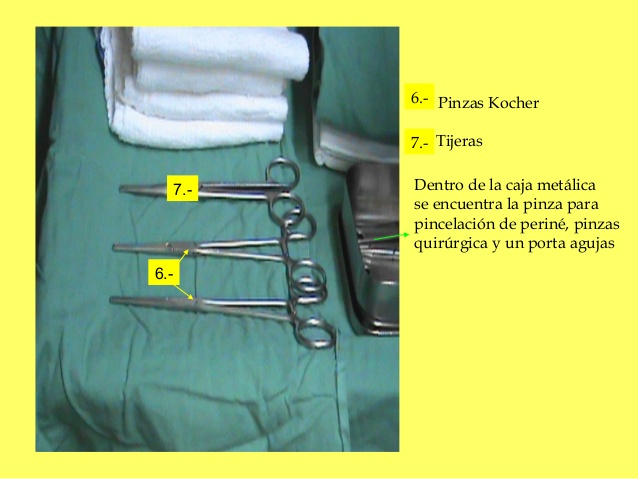 6.- Pinzas Kocher
7.- Tijeras
Dentro de la caja metálica
se encuentra la pinza para
pincelación de periné, pinzas
quirúrgica y un porta agujas
7.-
6.-